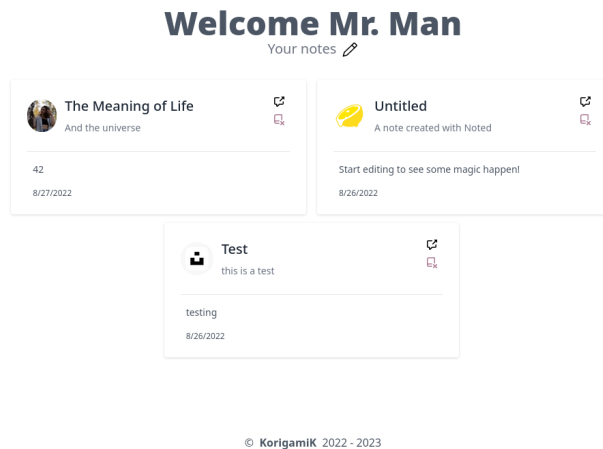 Welcome Mr. Man
Your notes
The Meaning of Life
And the universe
42
8/27/2022
Untitled
A note created with Noted
Start editing to see some magic happen!
8/26/2022
Test
this is a test
testing
8/26/2022
© KorigamiK 2022 - 2023